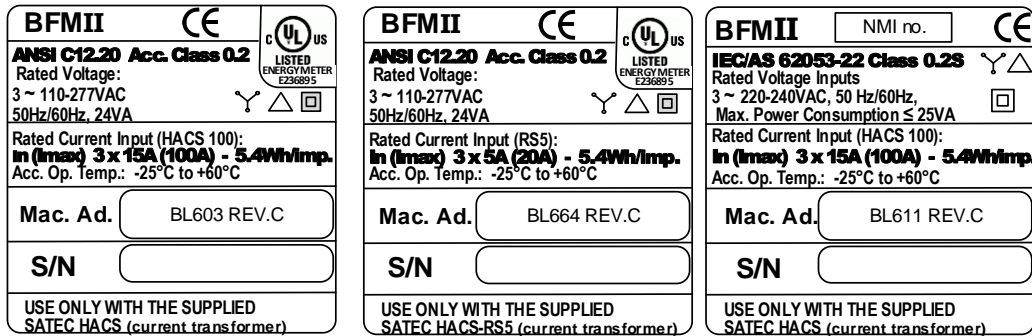 BFMII CE
C UL US
LISTED
ENERGY METER
E236895
ANSI C12.20 Acc. Class 0.2
Rated Voltage:
3 ~ 110-277VAC
50Hz/60Hz, 24VA
Rated Current Input (HACS 100):
In (Imax) 3 x 15A (100A) - 5.4Wh/imp.
Acc. Op. Temp.: -25°C to +60°C
Mac. Ad. BL603 REV.C
S/N
USE ONLY WITH THE SUPPLIED
SATEC HACS (current transformer)
BFMII CE
C UL US
LISTED
ENERGY METER
E236895
ANSI C12.20 Acc. Class 0.2
Rated Voltage:
3 ~ 110-277VAC
50Hz/60Hz, 24VA
Rated Current Input (RS5):
In (Imax) 3 x 5A (20A) - 5.4Wh/imp.
Acc. Op. Temp.: -25°C to +60°C
Mac. Ad. BL664 REV.C
S/N
USE ONLY WITH THE SUPPLIED
SATEC HACS-RS5 (current transformer)
BFMII NMI no. CE
IEC/AS 62053-22 Class 0.2S
Rated Voltage Inputs
3 ~ 220-240VAC, 50 Hz/60Hz,
Max. Power Consumption ≤ 25VA
Rated Current Input (HACS 100):
In (Imax) 3 x 15A (100A) - 5.4Wh/imp.
Acc. Op. Temp.: -25°C to +60°C
Mac. Ad. BL611 REV.C
S/N
USE ONLY WITH THE SUPPLIED
SATEC HACS (current transformer)